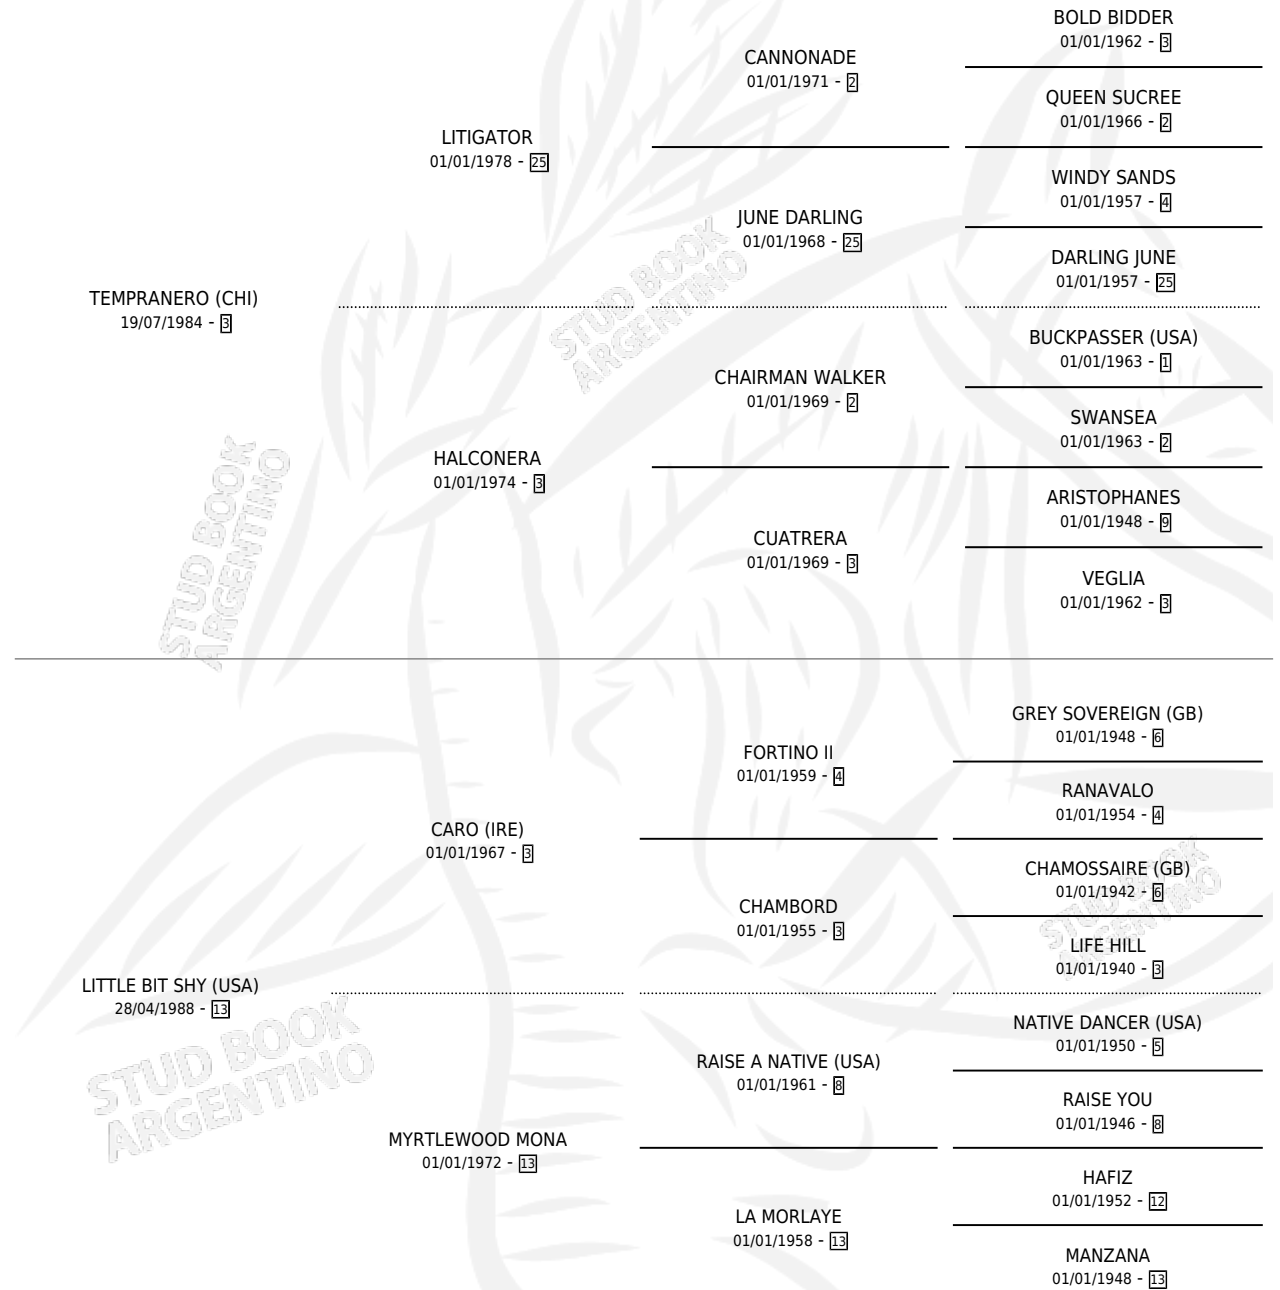 BOLD BIDDER
01/01/1962 - 3
CANNONADE
01/01/1971 - 2
QUEEN SUCREE
01/01/1966 - 2
LITIGATOR
01/01/1978 - 25
WINDY SANDS
01/01/1957 - 4
JUNE DARLING
01/01/1968 - 25
DARLING JUNE
01/01/1957 - 25
TEMPRANERO (CHI)
19/07/1984 - 3
BUCKPASSER (USA)
01/01/1963 - 1
CHAIRMAN WALKER
01/01/1969 - 2
SWANSEA
01/01/1963 - 2
HALCONERA
01/01/1974 - 3
ARISTOPHANES
01/01/1948 - 9
CUATRERA
01/01/1969 - 3
VEGLIA
01/01/1962 - 3
GREY SOVEREIGN (GB)
01/01/1948 - 6
FORTINO II
01/01/1959 - 4
RANAVALO
01/01/1954 - 4
CARO (IRE)
01/01/1967 - 3
CHAMOSSAIRE (GB)
01/01/1942 - 6
CHAMBORD
01/01/1955 - 3
LIFE HILL
01/01/1940 - 3
LITTLE BIT SHY (USA)
28/04/1988 - 13
NATIVE DANCER (USA)
01/01/1950 - 5
RAISE A NATIVE (USA)
01/01/1961 - 8
RAISE YOU
01/01/1946 - 8
MYRTLEWOOD MONA
01/01/1972 - 13
HAFIZ
01/01/1952 - 12
LA MORLAYE
01/01/1958 - 13
MANZANA
01/01/1948 - 13
STUD BOOK
ARGENTINO
STUD BOOK
ARGENTINO
STUD BOOK
ARGENTINO
STUD BOOK
ARGENTINO